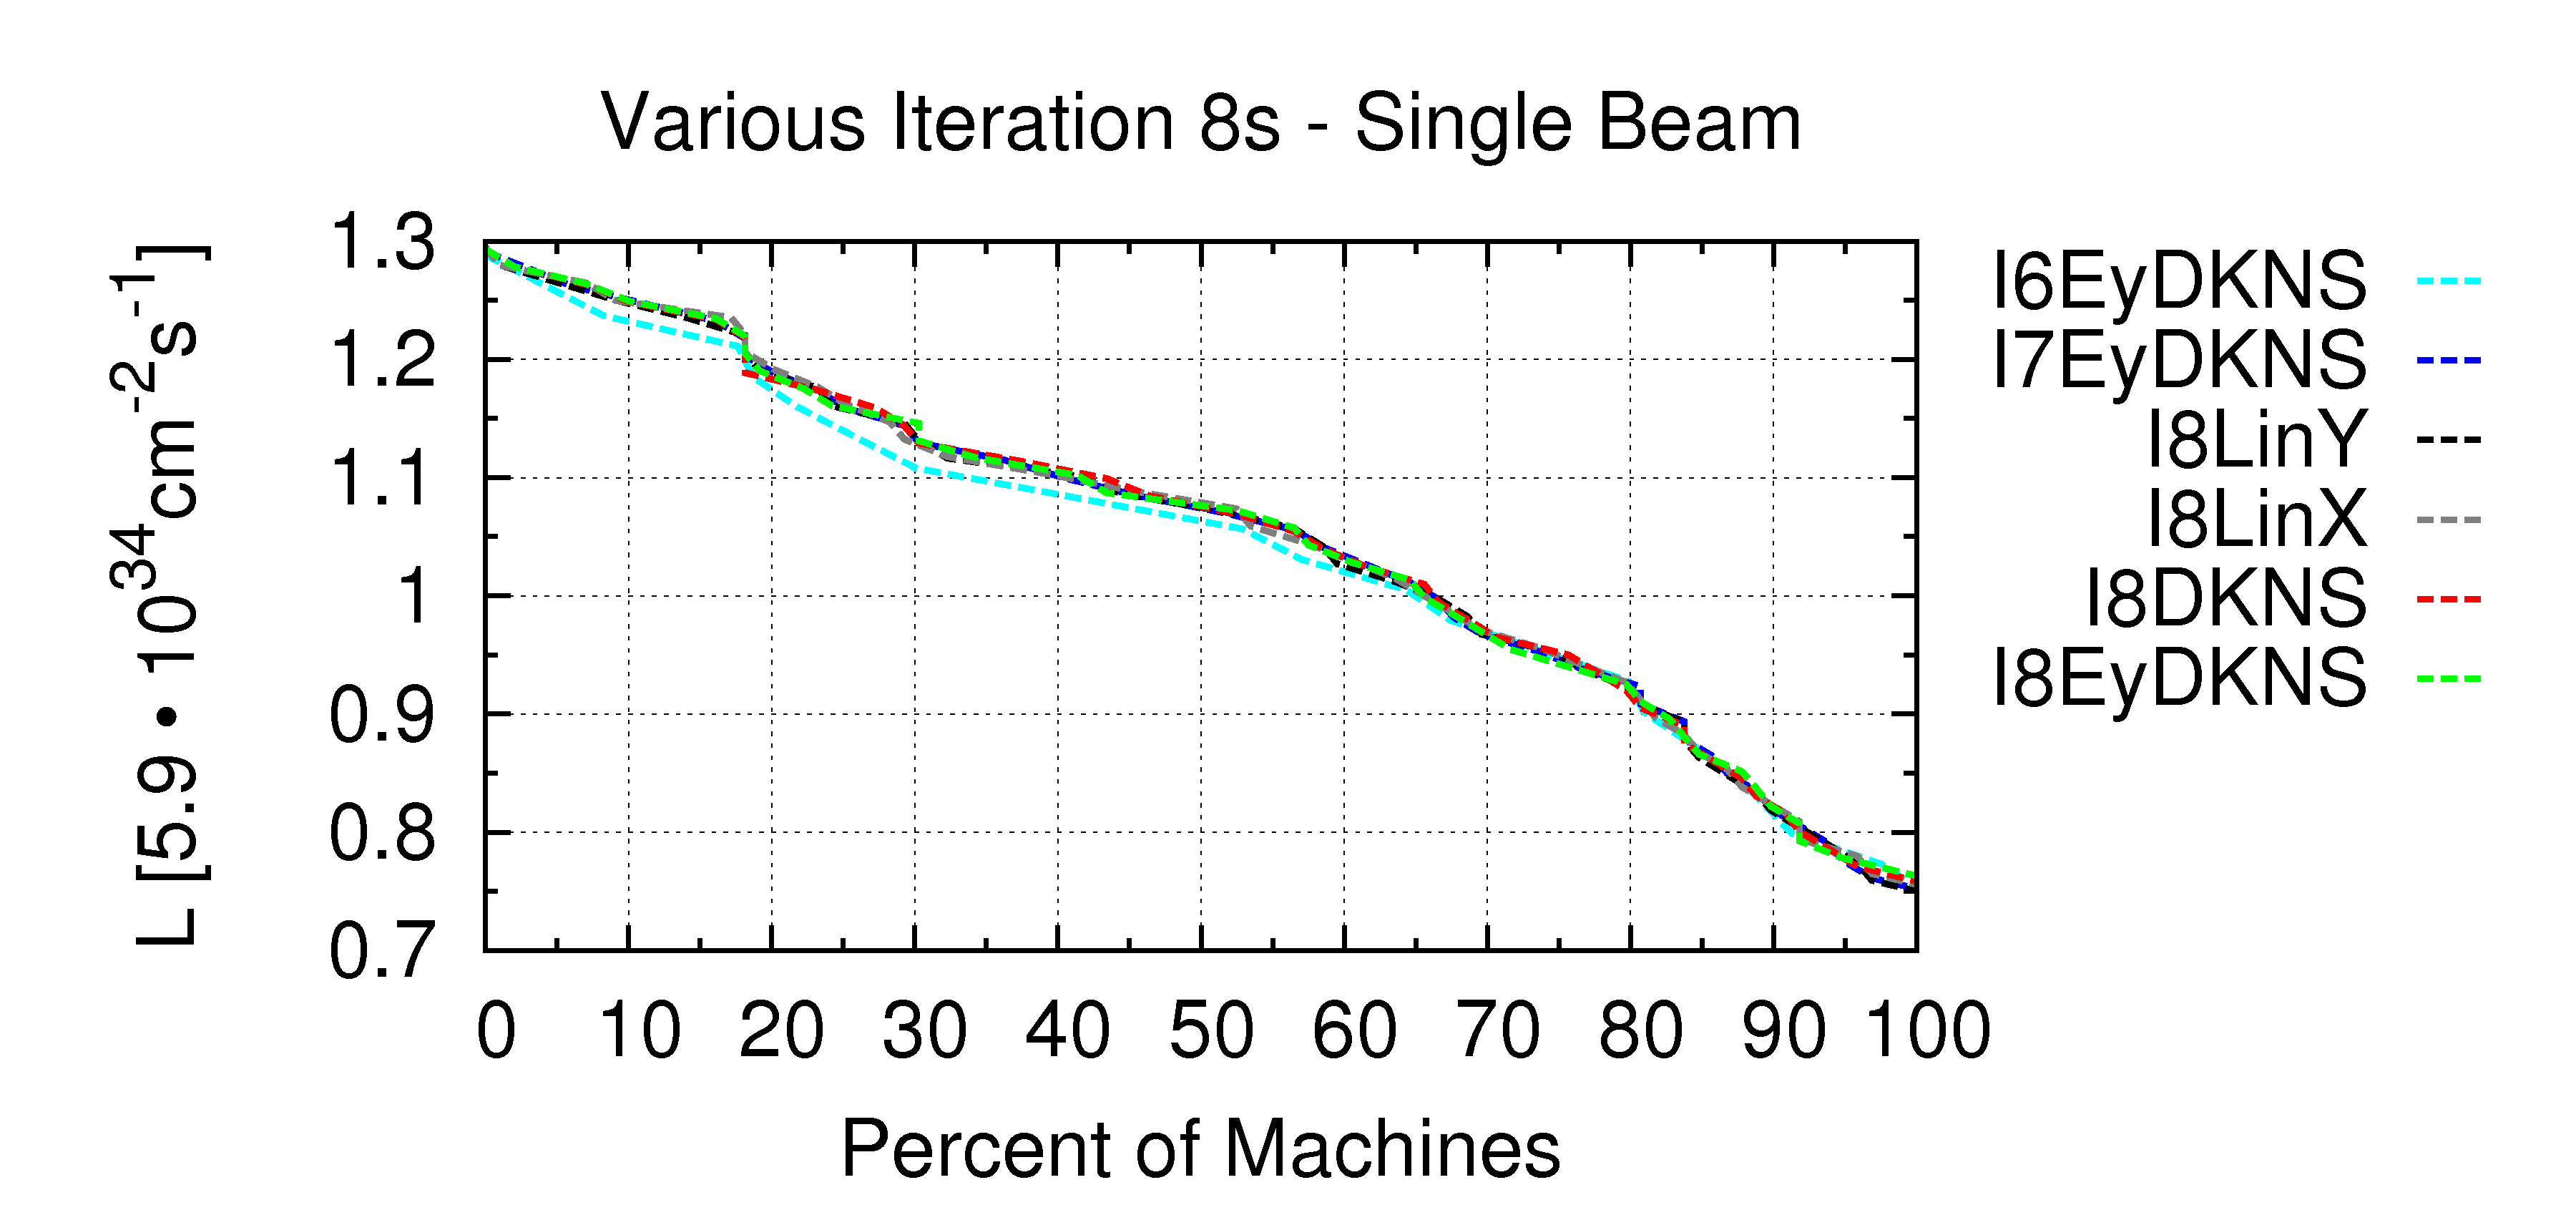 Various Iteration 8s - Single Beam
L [5.9 • 10^34 cm^-2 s^-1]
1.3
1.2
1.1
1
0.9
0.8
0.7
0 10 20 30 40 50 60 70 80 90 100
Percent of Machines
I6EyDKNS
I7EyDKNS
I8LinY
I8LinX
I8DKNS
I8EyDKNS